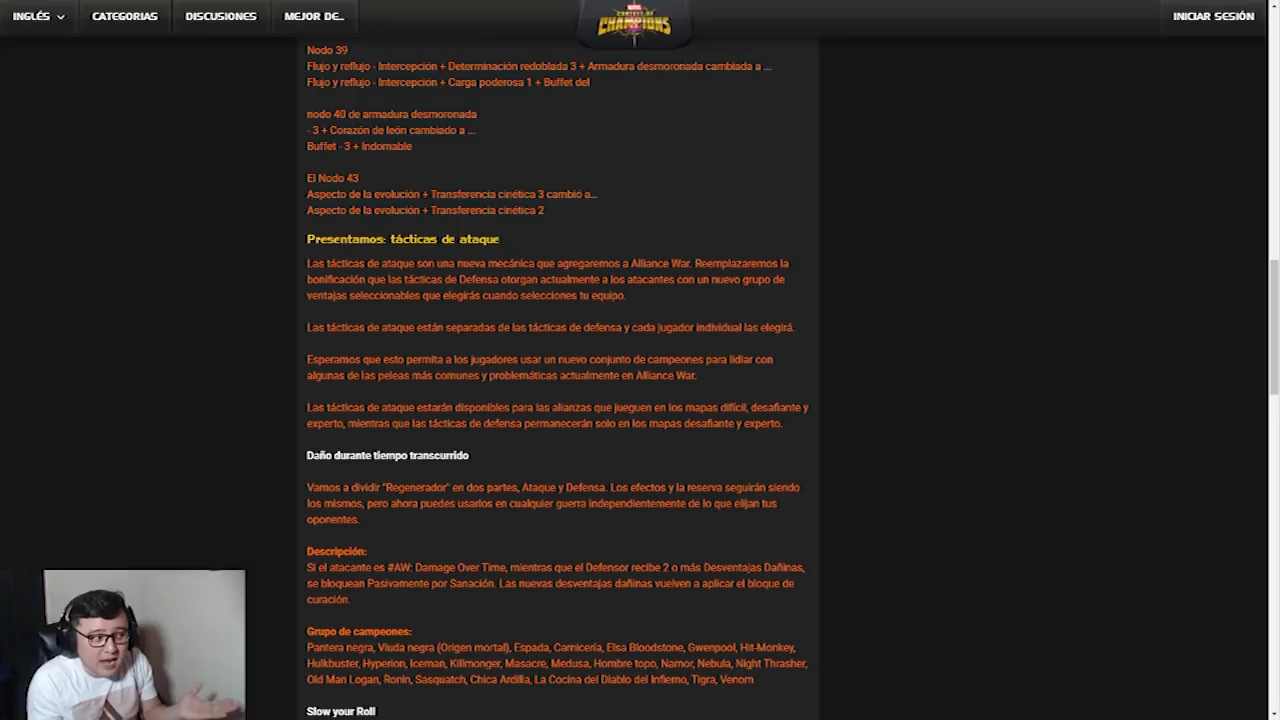 INGLÉS
CATEGORIAS
DISCUSIONES
MEJOR DE...
MARVEL
CONTEST OF
CHAMPIONS
INICIAR SESIÓN
Nodo 39
Flujo y reflujo - Intercepción + Determinación redoblada 3 + Armadura desmoronada cambiada a ...
Flujo y reflujo - Intercepción + Carga poderosa 1 + Buffet del
nodo 40 de armadura desmoronada
- 3 + Corazón de león cambiado a ...
Buffet - 3 + Indomable
El Nodo 43
Aspecto de la evolución + Transferencia cinética 3 cambió a...
Aspecto de la evolución + Transferencia cinética 2
Presentamos: tácticas de ataque
Las tácticas de ataque son una nueva mecánica que agregaremos a Alliance War. Reemplazaremos la
bonificación que las tácticas de Defensa otorgan actualmente a los atacantes con un nuevo grupo de
ventajas seleccionables que elegirás cuando selecciones tu equipo.
Las tácticas de ataque están separadas de las tácticas de defensa y cada jugador individual las elegirá.
Esperamos que esto permita a los jugadores usar un nuevo conjunto de campeones para lidiar con
algunas de las peleas más comunes y problemáticas actualmente en Alliance War.
Las tácticas de ataque estarán disponibles para las alianzas que jueguen en los mapas difícil, desafiante y
experto, mientras que las tácticas de defensa permanecerán solo en los mapas desafiante y experto.
Daño durante tiempo transcurrido
Vamos a dividir "Regenerador" en dos partes, Ataque y Defensa. Los efectos y la reserva seguirán siendo
los mismos, pero ahora puedes usarlos en cualquier guerra independientemente de lo que elijan tus
oponentes.
Descripción:
Si el atacante es #AW: Damage Over Time, mientras que el Defensor recibe 2 o más Desventajas Dañinas,
se bloquean Pasivamente por Sanación. Las nuevas desventajas dañinas vuelven a aplicar el bloque de
curación.
Grupo de campeones:
Pantera negra, Viuda negra (Origen mortal), Espada, Carnicería, Elsa Bloodstone, Gwenpool, Hit-Monkey,
Hulkbuster, Hyperion, Iceman, Killmonger, Masacre, Medusa, Hombre topo, Namor, Nebula, Night Thrasher,
Old Man Logan, Ronin, Sasquatch, Chica Ardilla, La Cocina del Diablo del Infierno, Tigra, Venom
Slow your Roll